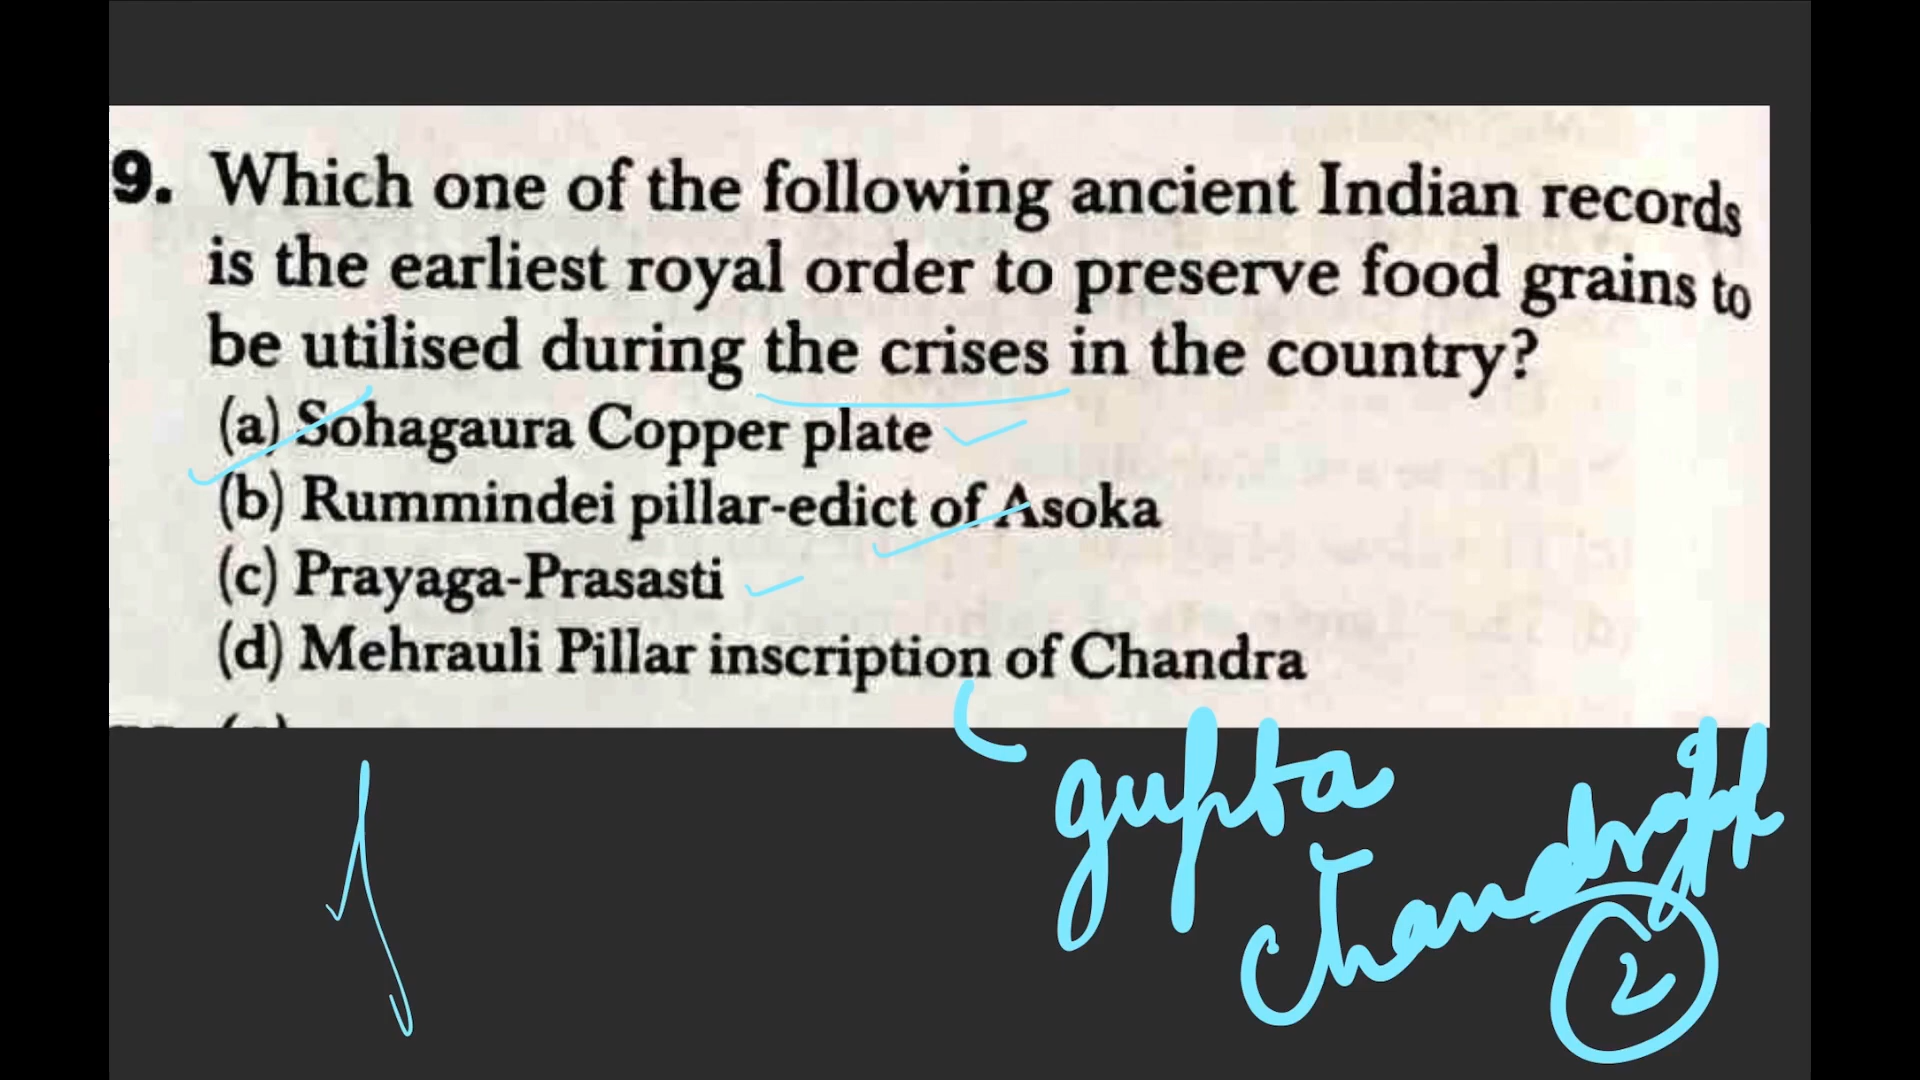 9. Which one of the following ancient Indian records
is the earliest royal order to preserve food grains to
be utilised during the crises in the country?
(a) Sohagaura Copper plate
(b) Rummindei pillar-edict of Asoka
(c) Prayaga-Prasasti
(d) Mehrauli Pillar inscription of Chandra
gupta
2